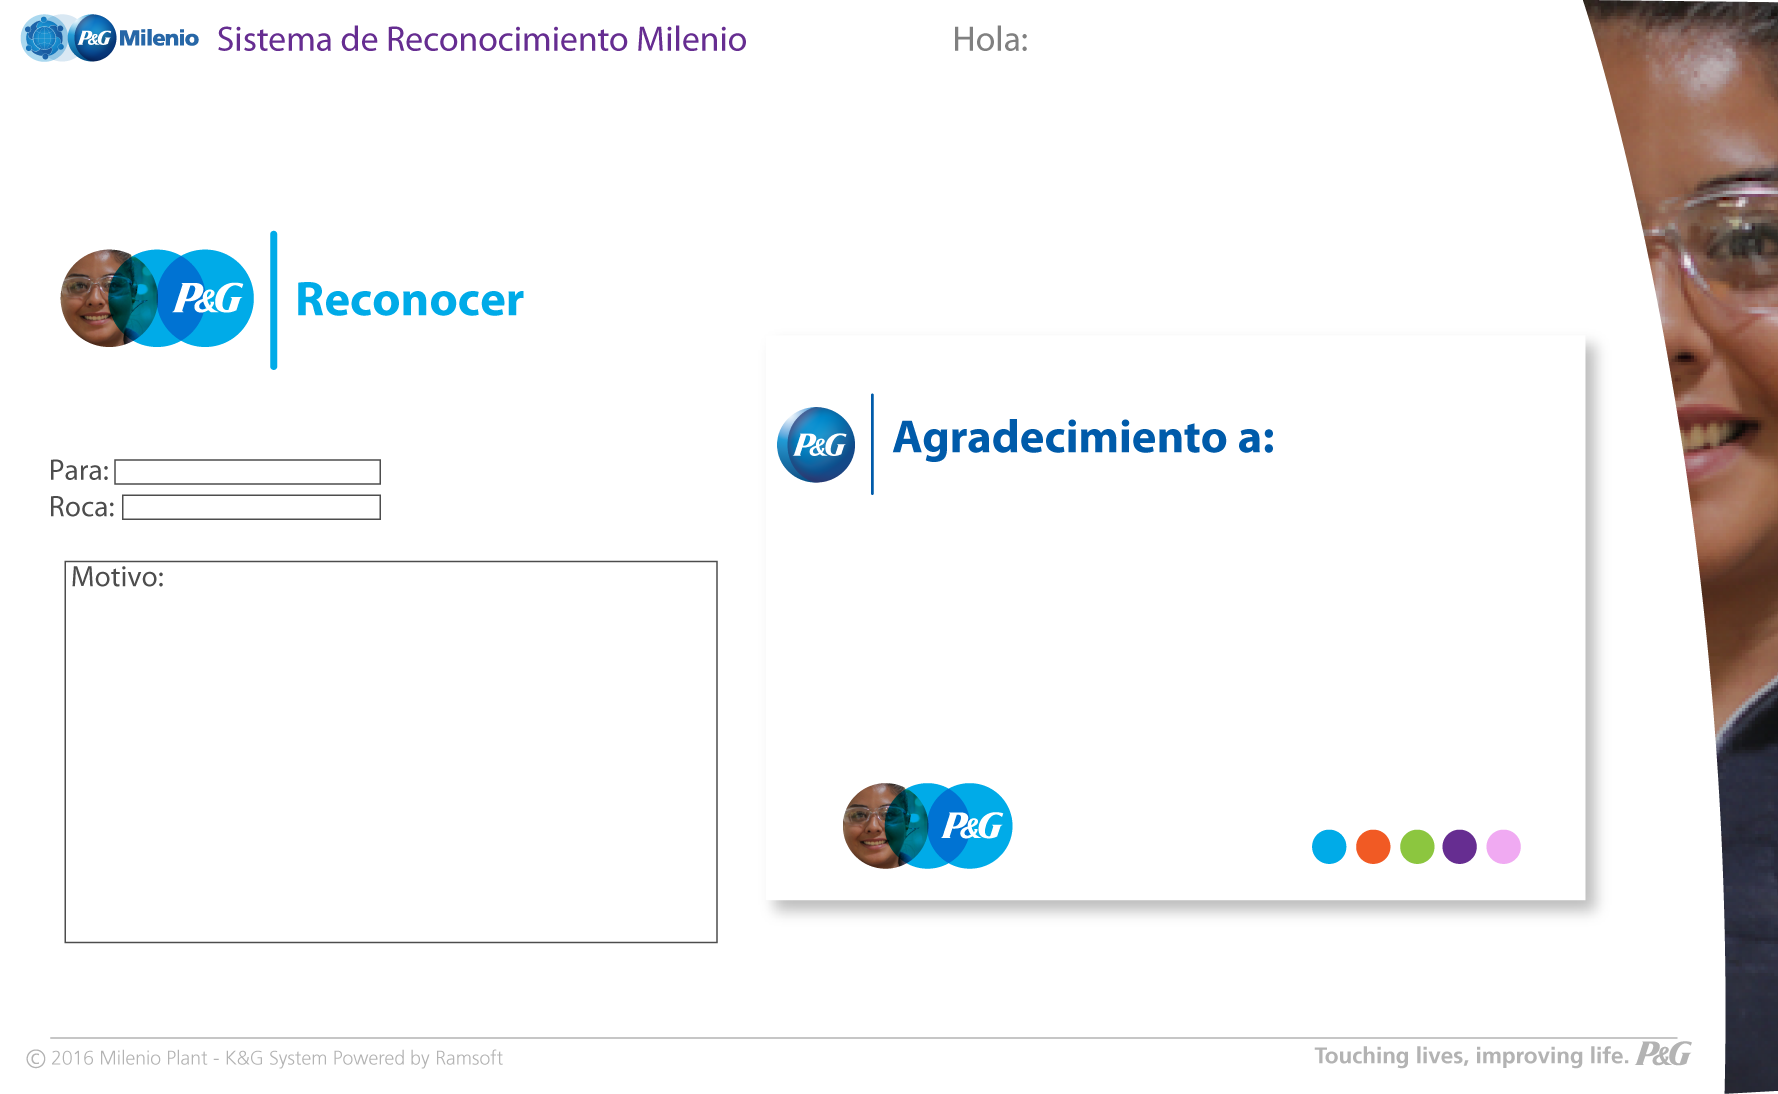 P&G Milenio Sistema de Reconocimiento Milenio
Hola:
P&G Reconocer
Para:
Roca:
Motivo:
P&G Agradecimiento a:
P&G
© 2016 Milenio Plant - K&G System Powered by Ramsoft
Touching lives, improving life. P&G